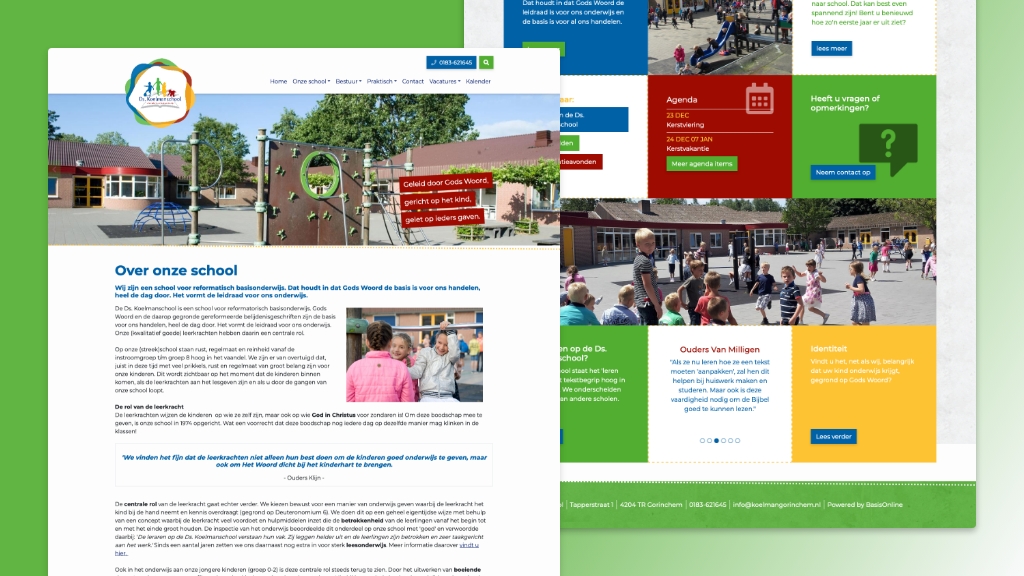 0183-621645
Home Onze school Bestuur Praktisch Contact Vacatures Kalender
Ds. Koelmanschool
Geleid door Gods Woord,
gericht op het kind,
gelet op ieders gaven.
Over onze school
Wij zijn een school voor reformatisch basisonderwijs. Dat houdt in dat Gods Woord de basis is voor ons handelen,
heel de dag door. Het vormt de leidraad voor ons onderwijs.
De Ds. Koelmanschool is een school voor reformatorisch basisonderwijs. Gods
Woord en de daarop gegronde gereformeerde belijdenisgeschriften zijn de basis
voor ons handelen, heel de dag door. Het vormt de leidraad voor ons onderwijs.
Onze (kwalitatief goede) leerkrachten hebben daarin een centrale rol.
Op onze (streek)school staan rust, regelmaat en reinheid vanaf de
instroomgroep t/m groep 8 hoog in het vaandel. We zijn er van overtuigd dat,
juist in deze tijd met veel prikkels, rust en regelmaat van groot belang zijn voor
onze kinderen. Dit wordt zichtbaar op het moment dat de kinderen binnen
komen, als de leerkrachten aan het lesgeven zijn en als u door de gangen van
onze school loopt.
De rol van de leerkracht
De leerkrachten wijzen de kinderen op wie ze zelf zijn, maar ook op wie God in Christus voor zondaren is! Om deze boodschap mee te
geven, is onze school in 1974 opgericht. Wat een voorrecht dat deze boodschap nog iedere dag op dezelfde manier mag klinken in de
klassen!
"We vinden het fijn dat de leerkrachten niet alleen hun best doen om de kinderen goed onderwijs te geven, maar
ook om Het Woord dicht bij het kinderhart te brengen.
- Ouders Klijn -
De centrale rol van de leerkracht gaat echter verder. We kiezen bewust voor een manier van onderwijs geven waarbij de leerkracht het
kind bij de hand neemt en kennis overdraagt (gegrond op Deuteronomium 6). We doen dit op een geheel eigentijdse wijze met behulp
van een concept waarbij de leerkracht veel voordoet en hulpmiddelen inzet die de betrokkenheid van de leerlingen vanaf het begin tot
en met het einde groot houden. De inspectie van het onderwijs beoordeelde dit onderdeel op onze school met 'goed' en verwoordde
daarbij: 'De leraren op de Ds. Koelmanschool verstaan hun vak. Zij leggen helder uit en de leerlingen zijn betrokken en zeer taakgericht
aan het werk.' Sinds een aantal jaren zetten we ons daarnaast nog extra in voor sterk leesonderwijs. Meer informatie daarover vindt u
hier.
Ook in het onderwijs aan onze jongere kinderen (groep 0-2) is deze centrale rol steeds terug te zien. Door het uitwerken van boeiende
Dat houdt in dat Gods Woord de
leidraad is voor ons onderwijs en
de basis is voor al ons handelen.
naar school. Dat kan best even
spannend zijn! Bent u benieuwd
hoe zo'n eerste jaar er uit ziet?
lees meer
aar:
n de Ds.
school
lden
atieavonden
Agenda
23 DEC
Kerstviering
24 DEC 07 JAN
Kerstvakantie
Meer agenda items
Heeft u vragen of
opmerkingen?
?
Neem contact op
en op de Ds.
school?
ool staat het 'leren
tekstbegrip hoog in
We onderscheiden
an andere scholen.
Ouders Van Milligen
"Als ze nu leren hoe ze een tekst
moeten 'aanpakken', zal hen dit
helpen bij huiswerk maken en
studeren. Maar ook is deze
vaardigheid nodig om de Bijbel
goed te kunnen lezen."
Identiteit
Vindt u het, net als wij, belangrijk
dat uw kind onderwijs krijgt,
gegrond op Gods Woord?
Lees verder
Tapperstraat 1 | 4204 TR Gorinchem | 0183-621645 | info@koelmangorinchem.nl | Powered by BasisOnline